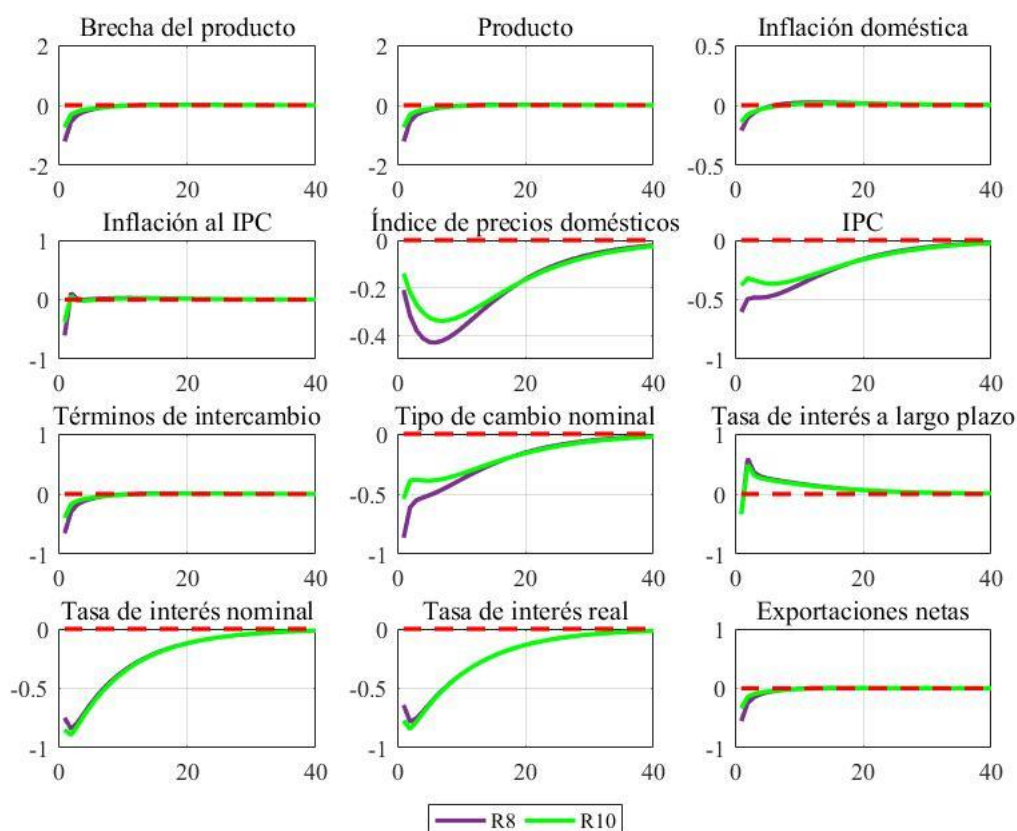 Brecha del producto
Producto
Inflación doméstica
2
0
-2
0 20 40
2
0
-2
0 20 40
0.5
0
-0.5
0 20 40
Inflación al IPC
Índice de precios domésticos
IPC
1
0
-1
0 20 40
0
-0.2
-0.4
0 20 40
0
-0.5
-1
0 20 40
Términos de intercambio
Tipo de cambio nominal
Tasa de interés a largo plazo
1
0
-1
0 20 40
0
-0.5
-1
0 20 40
1
0
-1
0 20 40
Tasa de interés nominal
Tasa de interés real
Exportaciones netas
0
-0.5
-1
0 20 40
0
-0.5
-1
0 20 40
1
0
-1
0 20 40
R8 R10